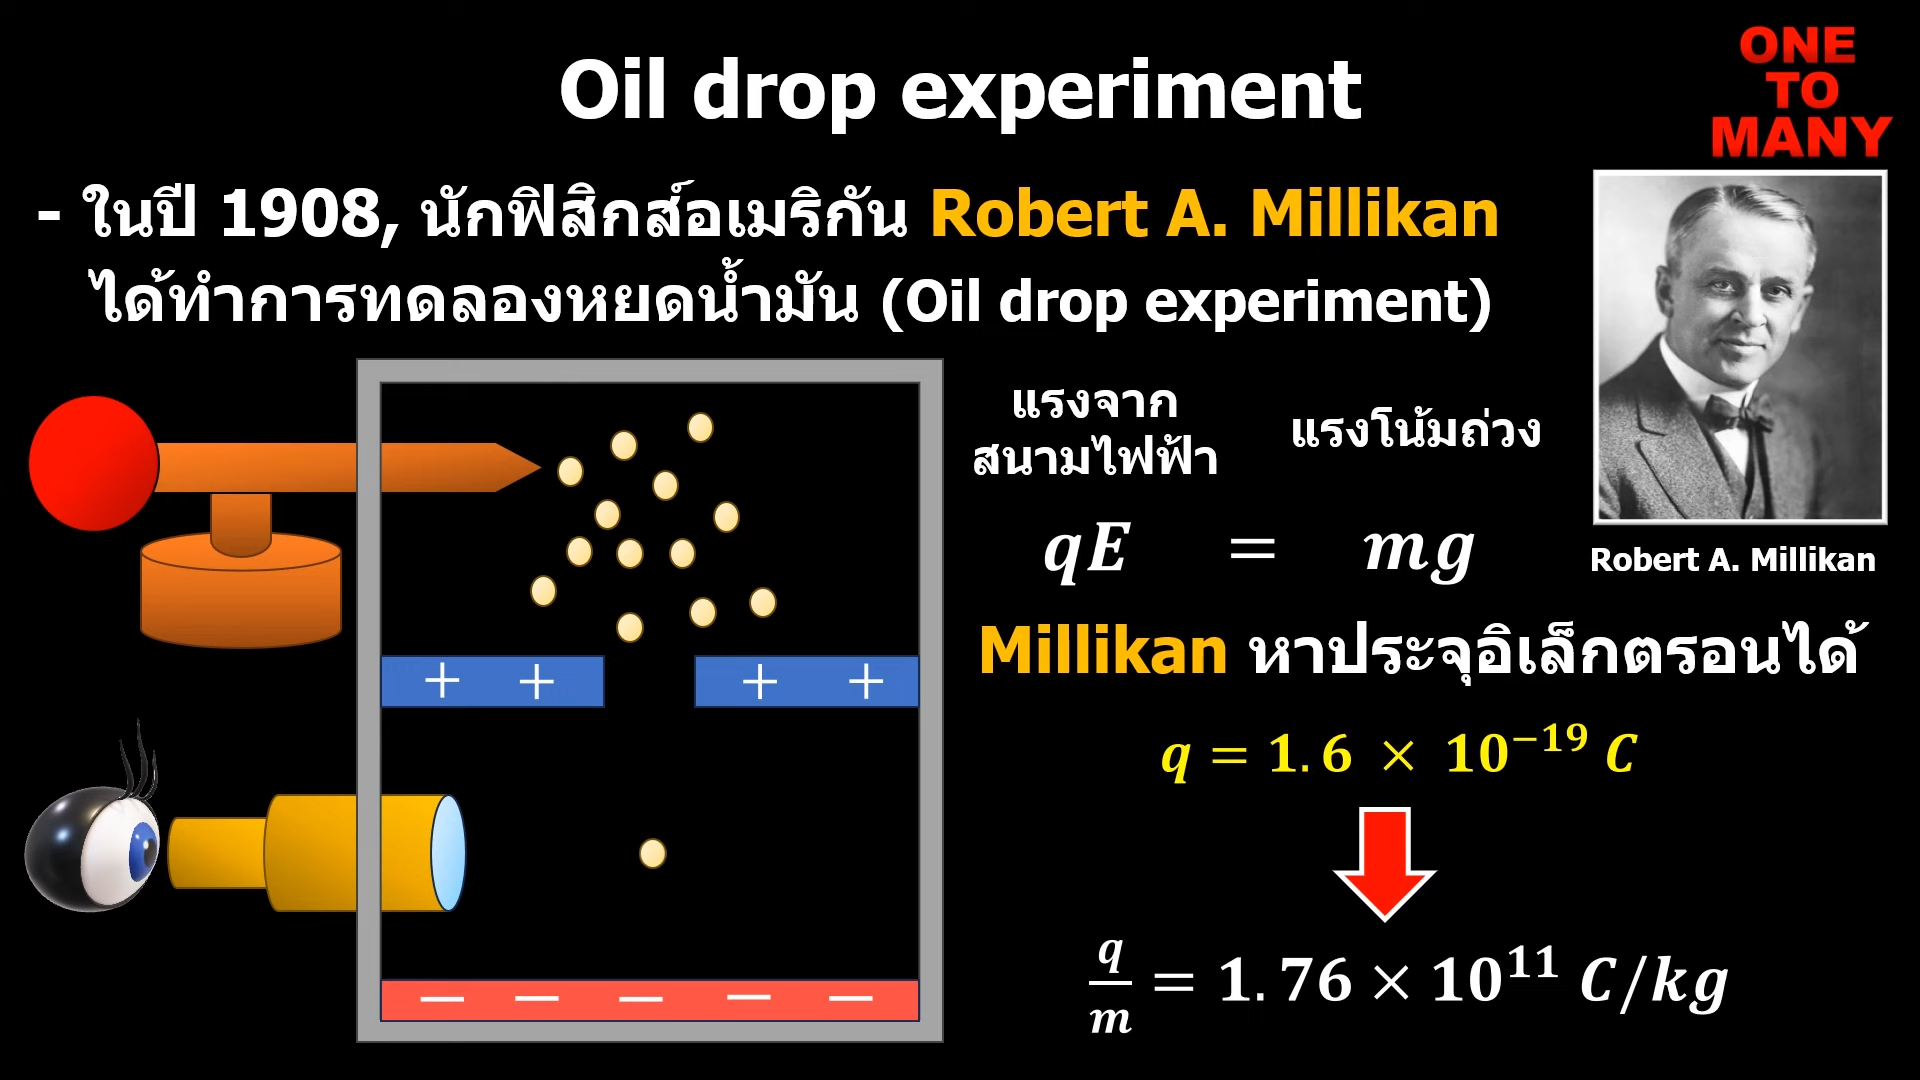 Oil drop experiment
ONE
TO
MANY
- ในปี 1908, นักฟิสิกส์อเมริกัน Robert A. Millikan
ได้ทำการทดลองหยดน้ำมัน (Oil drop experiment)
แรงจาก
สนามไฟฟ้า
แรงโน้มถ่วง
qE = mg
Robert A. Millikan
Millikan หาประจุอิเล็กตรอนได้
q = 1.6 × 10⁻¹⁹ C
q/m = 1.76 × 10¹¹ C/kg
+ + + +
− − − − −